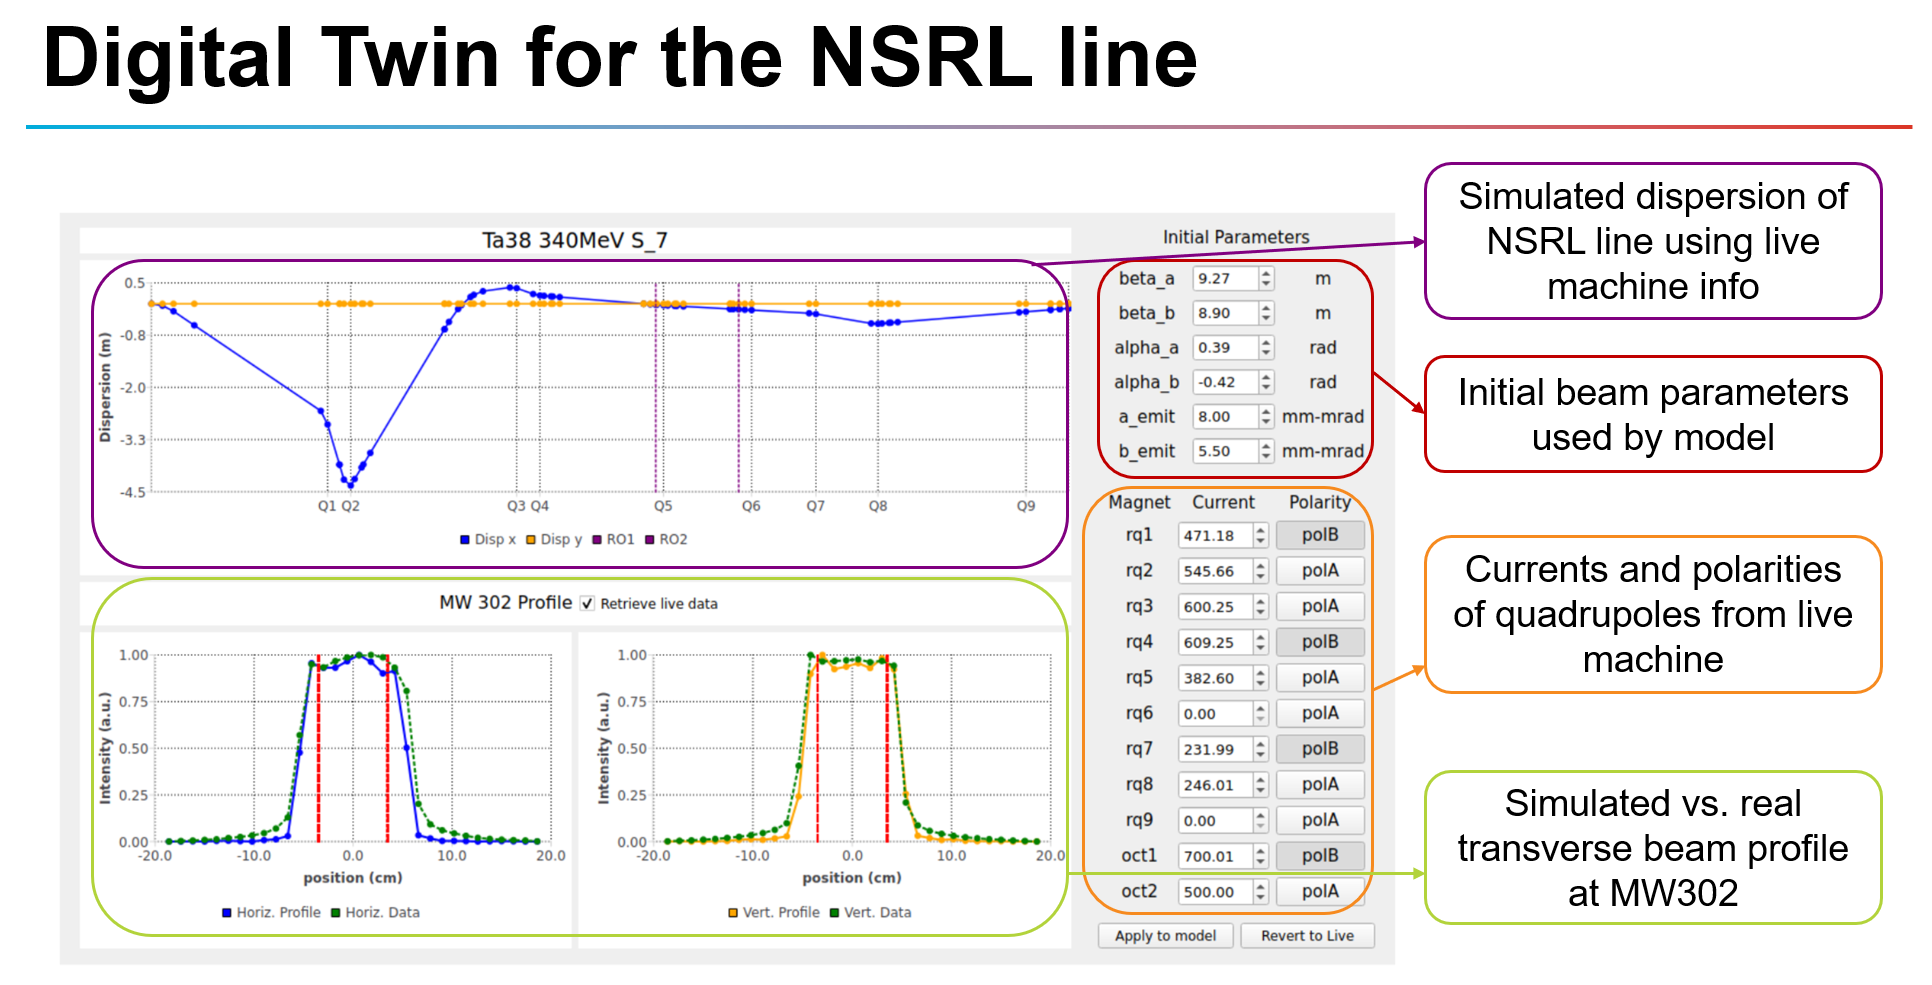 Digital Twin for the NSRL line
Ta38 340MeV S_7
0.5
-0.8
-2.0
-3.3
-4.5
Dispersion (m)
Q1 Q2 Q3 Q4 Q5 Q6 Q7 Q8 Q9
Disp x Disp y RO1 RO2
MW 302 Profile Retrieve live data
1.00
0.75
0.50
0.25
0.00
Intensity (a.u.)
-20.0 -10.0 0.0 10.0 20.0
position (cm)
Horiz. Profile Horiz. Data
1.00
0.75
0.50
0.25
0.00
Intensity (a.u.)
-20.0 -10.0 0.0 10.0 20.0
position (cm)
Vert. Profile Vert. Data
Initial Parameters
beta_a 9.27 m
beta_b 8.90 m
alpha_a 0.39 rad
alpha_b -0.42 rad
a_emit 8.00 mm-mrad
b_emit 5.50 mm-mrad
Magnet Current Polarity
rq1 471.18 polB
rq2 545.66 polA
rq3 600.25 polA
rq4 609.25 polB
rq5 382.60 polA
rq6 0.00 polA
rq7 231.99 polB
rq8 246.01 polA
rq9 0.00 polA
oct1 700.01 polB
oct2 500.00 polA
Apply to model Revert to Live
Simulated dispersion of
NSRL line using live
machine info
Initial beam parameters
used by model
Currents and polarities
of quadrupoles from live
machine
Simulated vs. real
transverse beam profile
at MW302